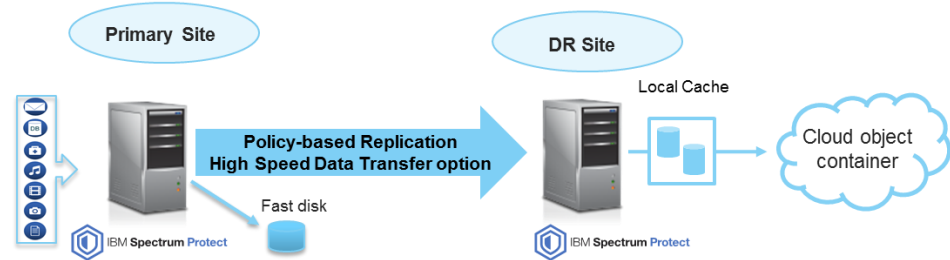 Primary Site
DR Site
Local Cache
DB
Policy-based Replication
High Speed Data Transfer option
Cloud object
container
Fast disk
IBM Spectrum Protect
IBM Spectrum Protect